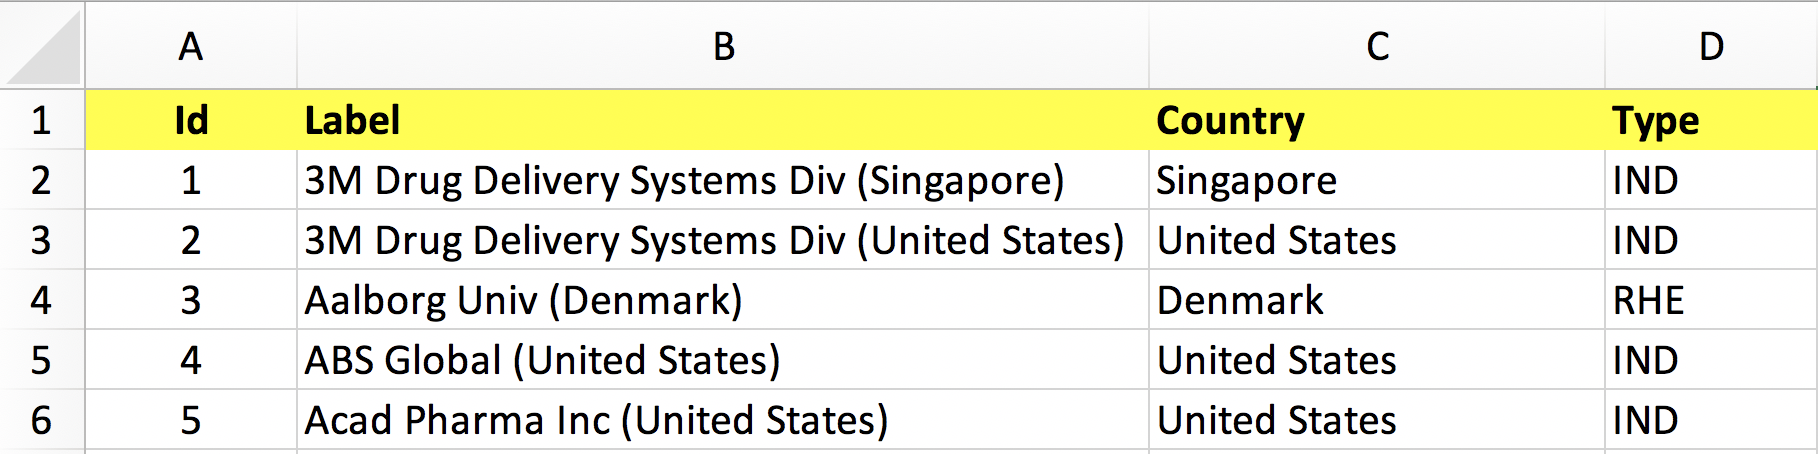 A B C D
1 Id Label Country Type
2 1 3M Drug Delivery Systems Div (Singapore) Singapore IND
3 2 3M Drug Delivery Systems Div (United States) United States IND
4 3 Aalborg Univ (Denmark) Denmark RHE
5 4 ABS Global (United States) United States IND
6 5 Acad Pharma Inc (United States) United States IND